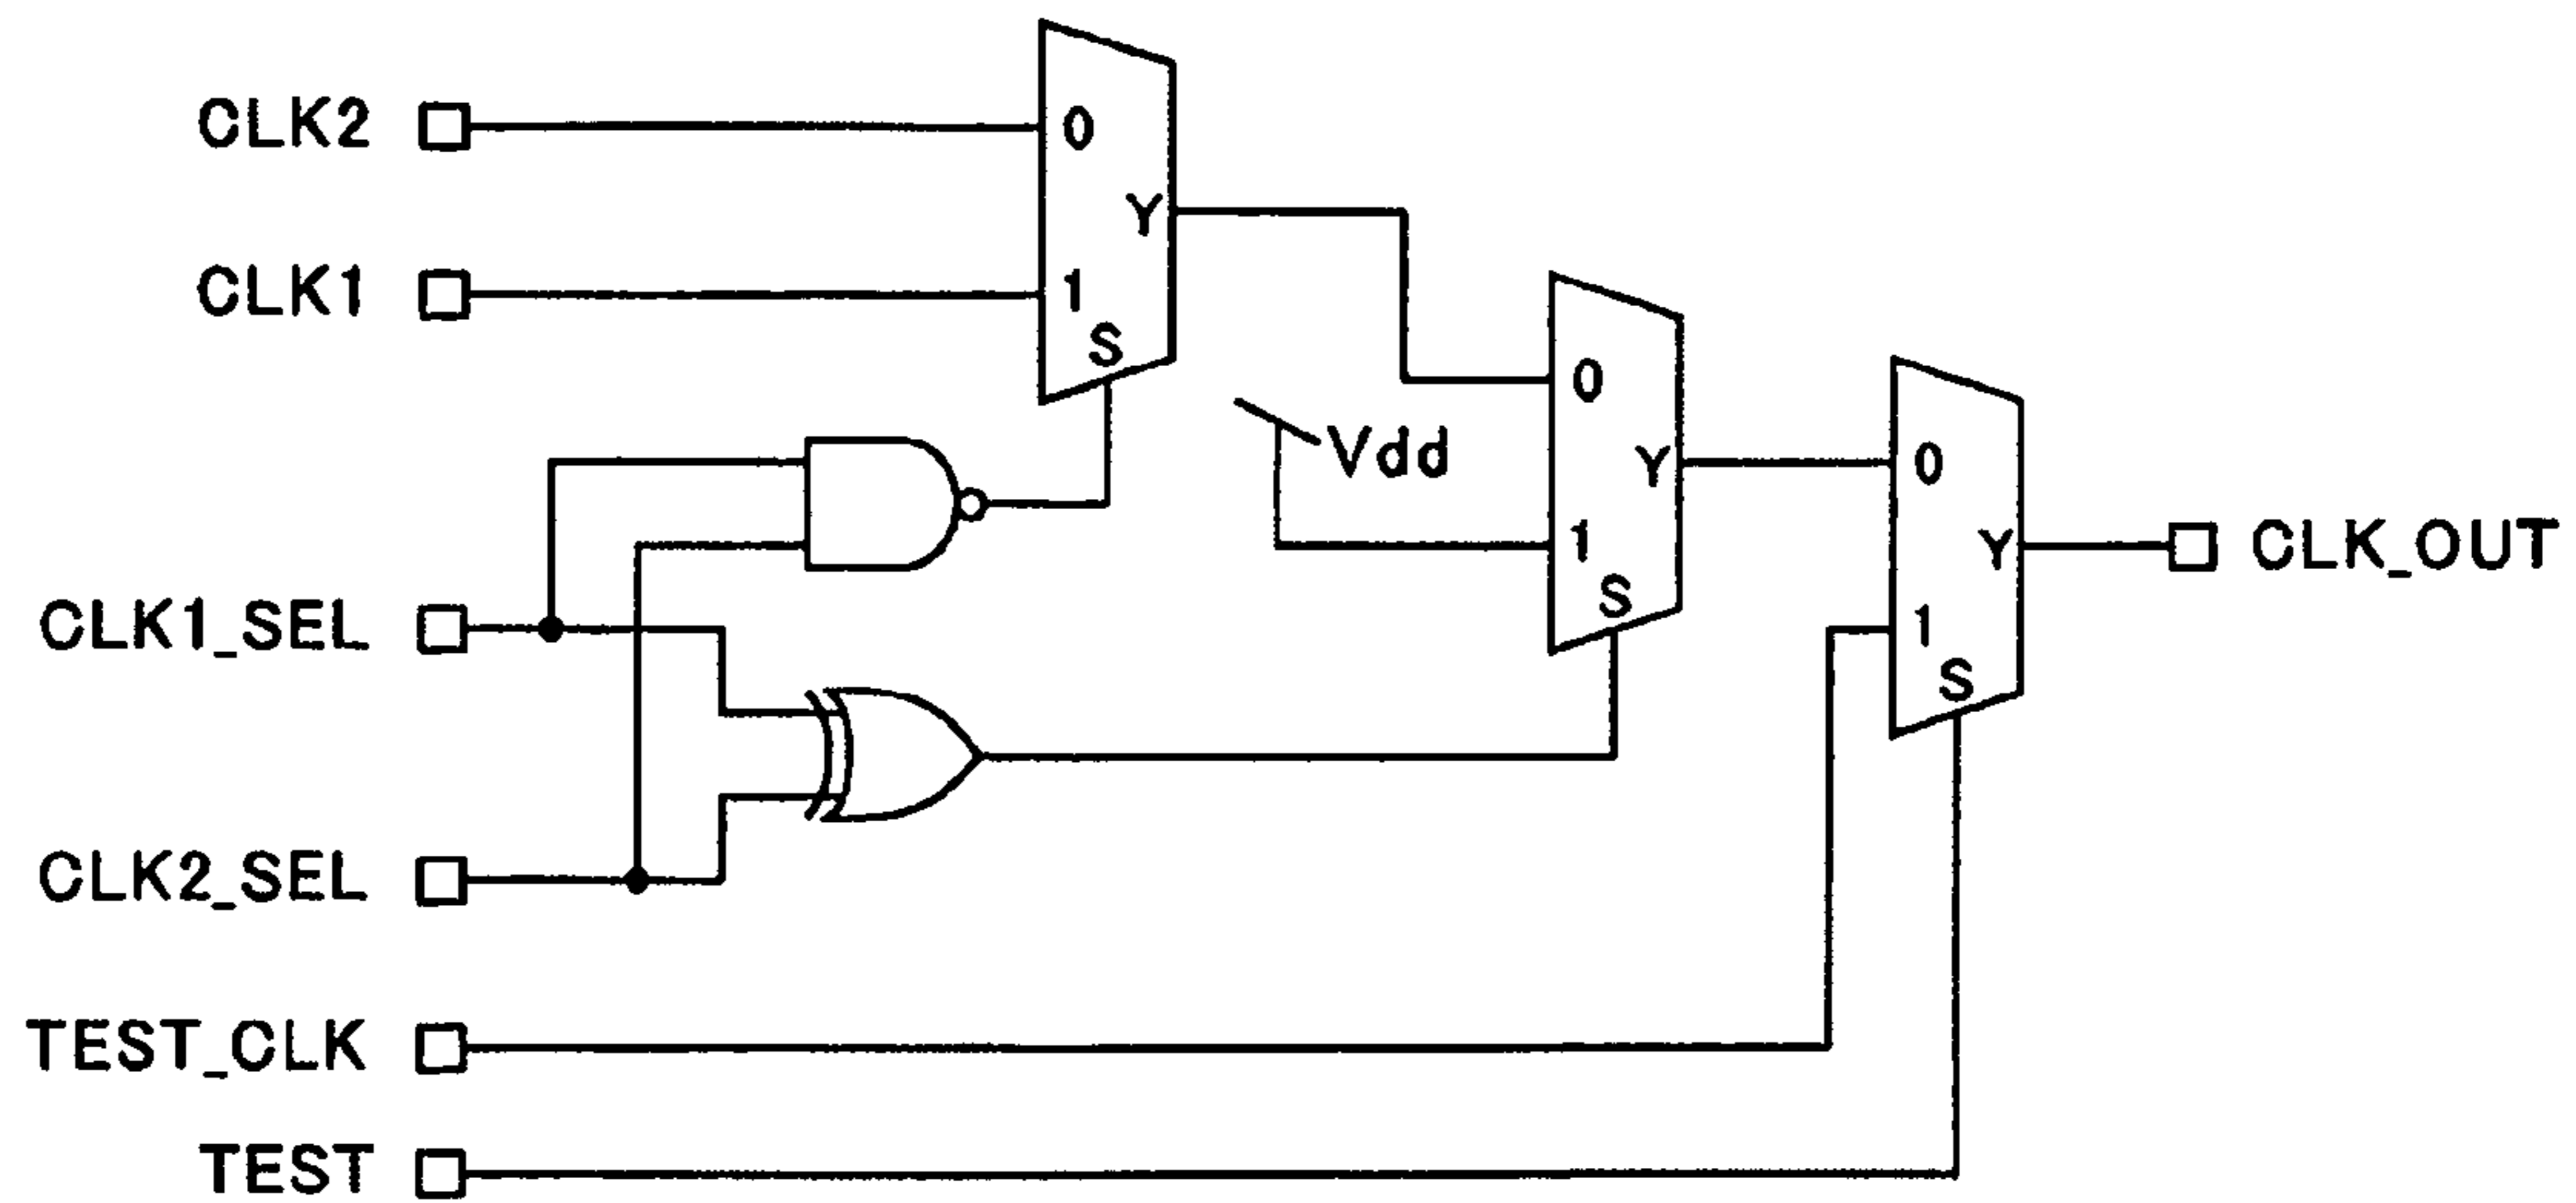 CLK2
0
Y
CLK1
1
S
0
Vdd
Y
0
1
Y
CLK_OUT
S
CLK1_SEL
1
S
CLK2_SEL
TEST_CLK
TEST